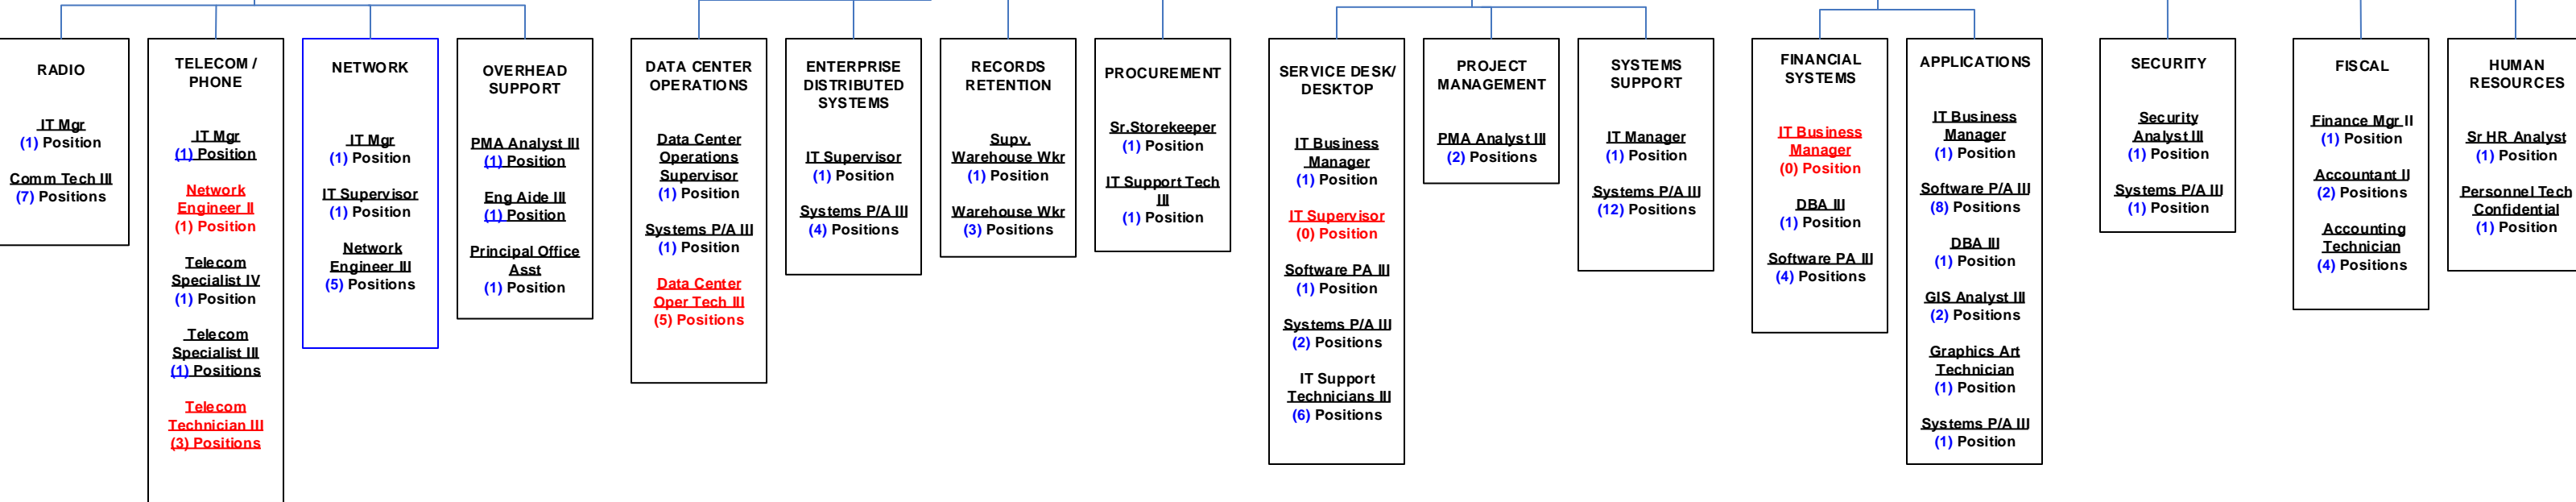 RADIO
IT Mgr
(1) Position
Comm Tech III
(7) Positions
TELECOM /
PHONE
IT Mgr
(1) Position
Network
Engineer II
(1) Position
Telecom
Specialist IV
(1) Position
Telecom
Specialist III
(1) Positions
Telecom
Technician III
(3) Positions
NETWORK
IT Mgr
(1) Position
IT Supervisor
(1) Position
Network
Engineer III
(5) Positions
OVERHEAD
SUPPORT
PMA Analyst III
(1) Position
Eng Aide III
(1) Position
Principal Office
Asst
(1) Position
DATA CENTER
OPERATIONS
Data Center
Operations
Supervisor
(1) Position
Systems P/A III
(1) Position
Data Center
Oper Tech III
(5) Positions
ENTERPRISE
DISTRIBUTED
SYSTEMS
IT Supervisor
(1) Position
Systems P/A III
(4) Positions
RECORDS
RETENTION
Supv.
Warehouse Wkr
(1) Position
Warehouse Wkr
(3) Positions
PROCUREMENT
Sr.Storekeeper
(1) Position
IT Support Tech
III
(1) Position
SERVICE DESK/
DESKTOP
IT Business
Manager
(1) Position
IT Supervisor
(0) Position
Software PA III
(1) Position
Systems P/A III
(2) Positions
IT Support
Technicians III
(6) Positions
PROJECT
MANAGEMENT
PMA Analyst III
(2) Positions
SYSTEMS
SUPPORT
IT Manager
(1) Position
Systems P/A III
(12) Positions
FINANCIAL
SYSTEMS
IT Business
Manager
(0) Position
DBA III
(1) Position
Software PA III
(4) Positions
APPLICATIONS
IT Business
Manager
(1) Position
Software P/A III
(8) Positions
DBA III
(1) Position
GIS Analyst III
(2) Positions
Graphics Art
Technician
(1) Position
Systems P/A III
(1) Position
SECURITY
Security
Analyst III
(1) Position
Systems P/A III
(1) Position
FISCAL
Finance Mgr II
(1) Position
Accountant II
(2) Positions
Accounting
Technician
(4) Positions
HUMAN
RESOURCES
Sr HR Analyst
(1) Position
Personnel Tech
Confidential
(1) Position